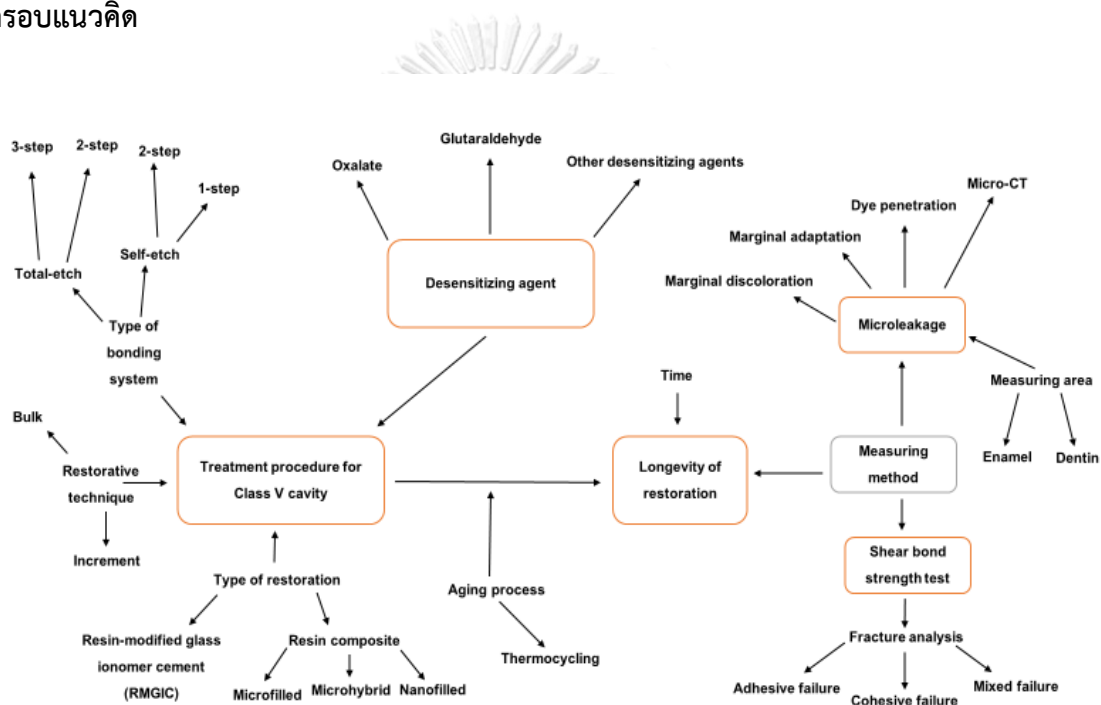 กรอบแนวคิด
Glutaraldehyde
3-step
2-step
2-step
Oxalate
Other desensitizing agents
1-step
Micro-CT
Dye penetration
Marginal adaptation
Self-etch
Total-etch
Desensitizing agent
Marginal discoloration
Type of
bonding
system
Microleakage
Time
Measuring area
Bulk
Enamel
Dentin
Restorative
technique
Treatment procedure for
Class V cavity
Longevity of
restoration
Measuring
method
Increment
Shear bond
strength test
Type of restoration
Aging process
Resin-modified glass
ionomer cement
(RMGIC)
Resin composite
Fracture analysis
Thermocycling
Microfilled
Microhybrid
Nanofilled
Adhesive failure
Cohesive failure
Mixed failure